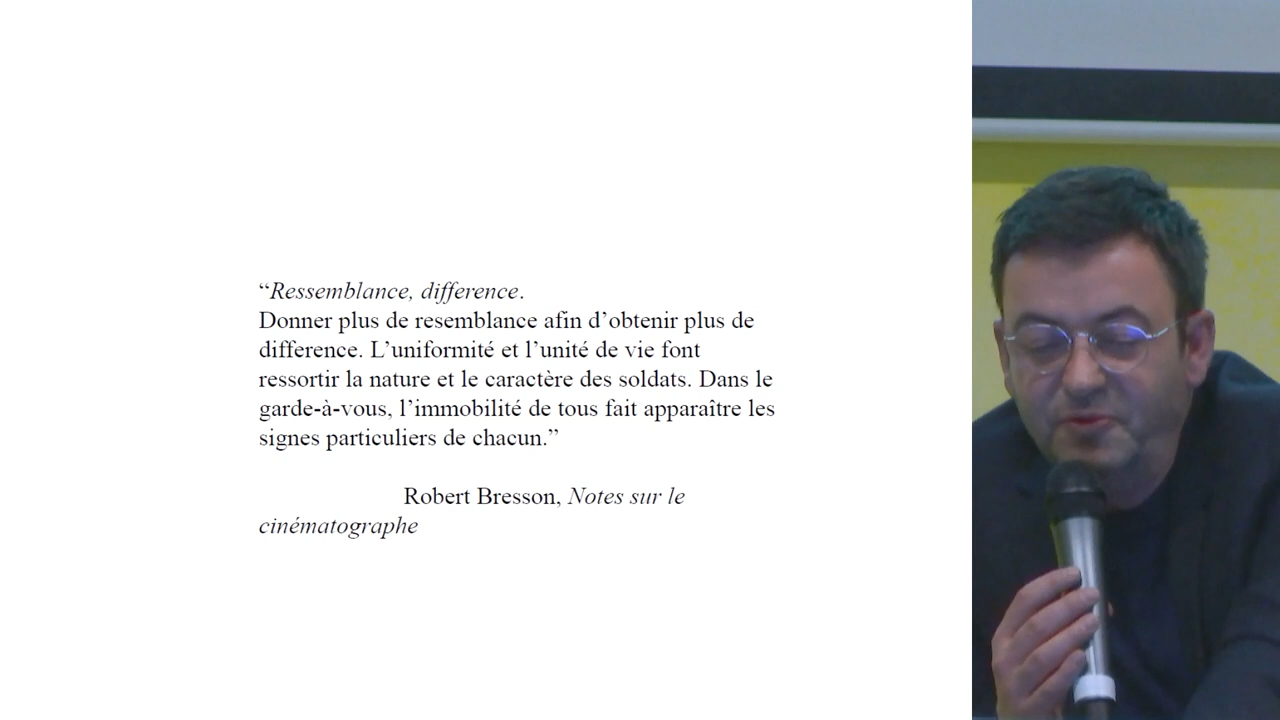 “Ressemblance, difference.
Donner plus de resemblance afin d’obtenir plus de
difference. L’uniformité et l’unité de vie font
ressortir la nature et le caractère des soldats. Dans le
garde-à-vous, l’immobilité de tous fait apparaître les
signes particuliers de chacun.”
Robert Bresson, Notes sur le
cinématographe